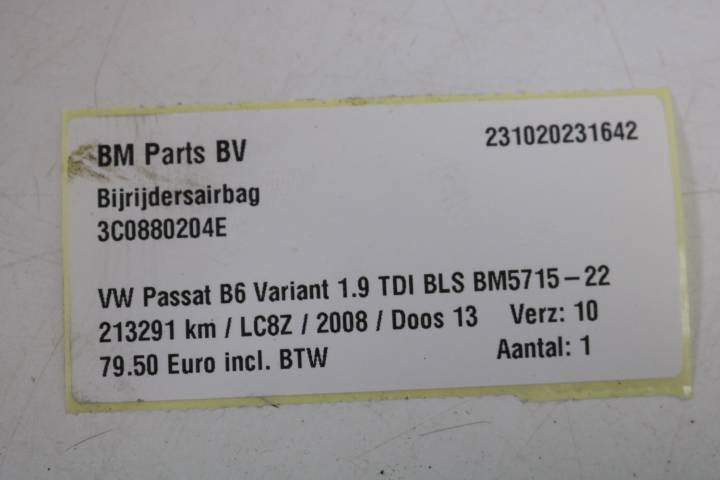 BM Parts BV 231020231642
Bijrijdersairbag
3C0880204E
VW Passat B6 Variant 1.9 TDI BLS BM5715-22
213291 km / LC8Z / 2008 / Doos 13 Verz: 10
79.50 Euro incl. BTW Aantal: 1